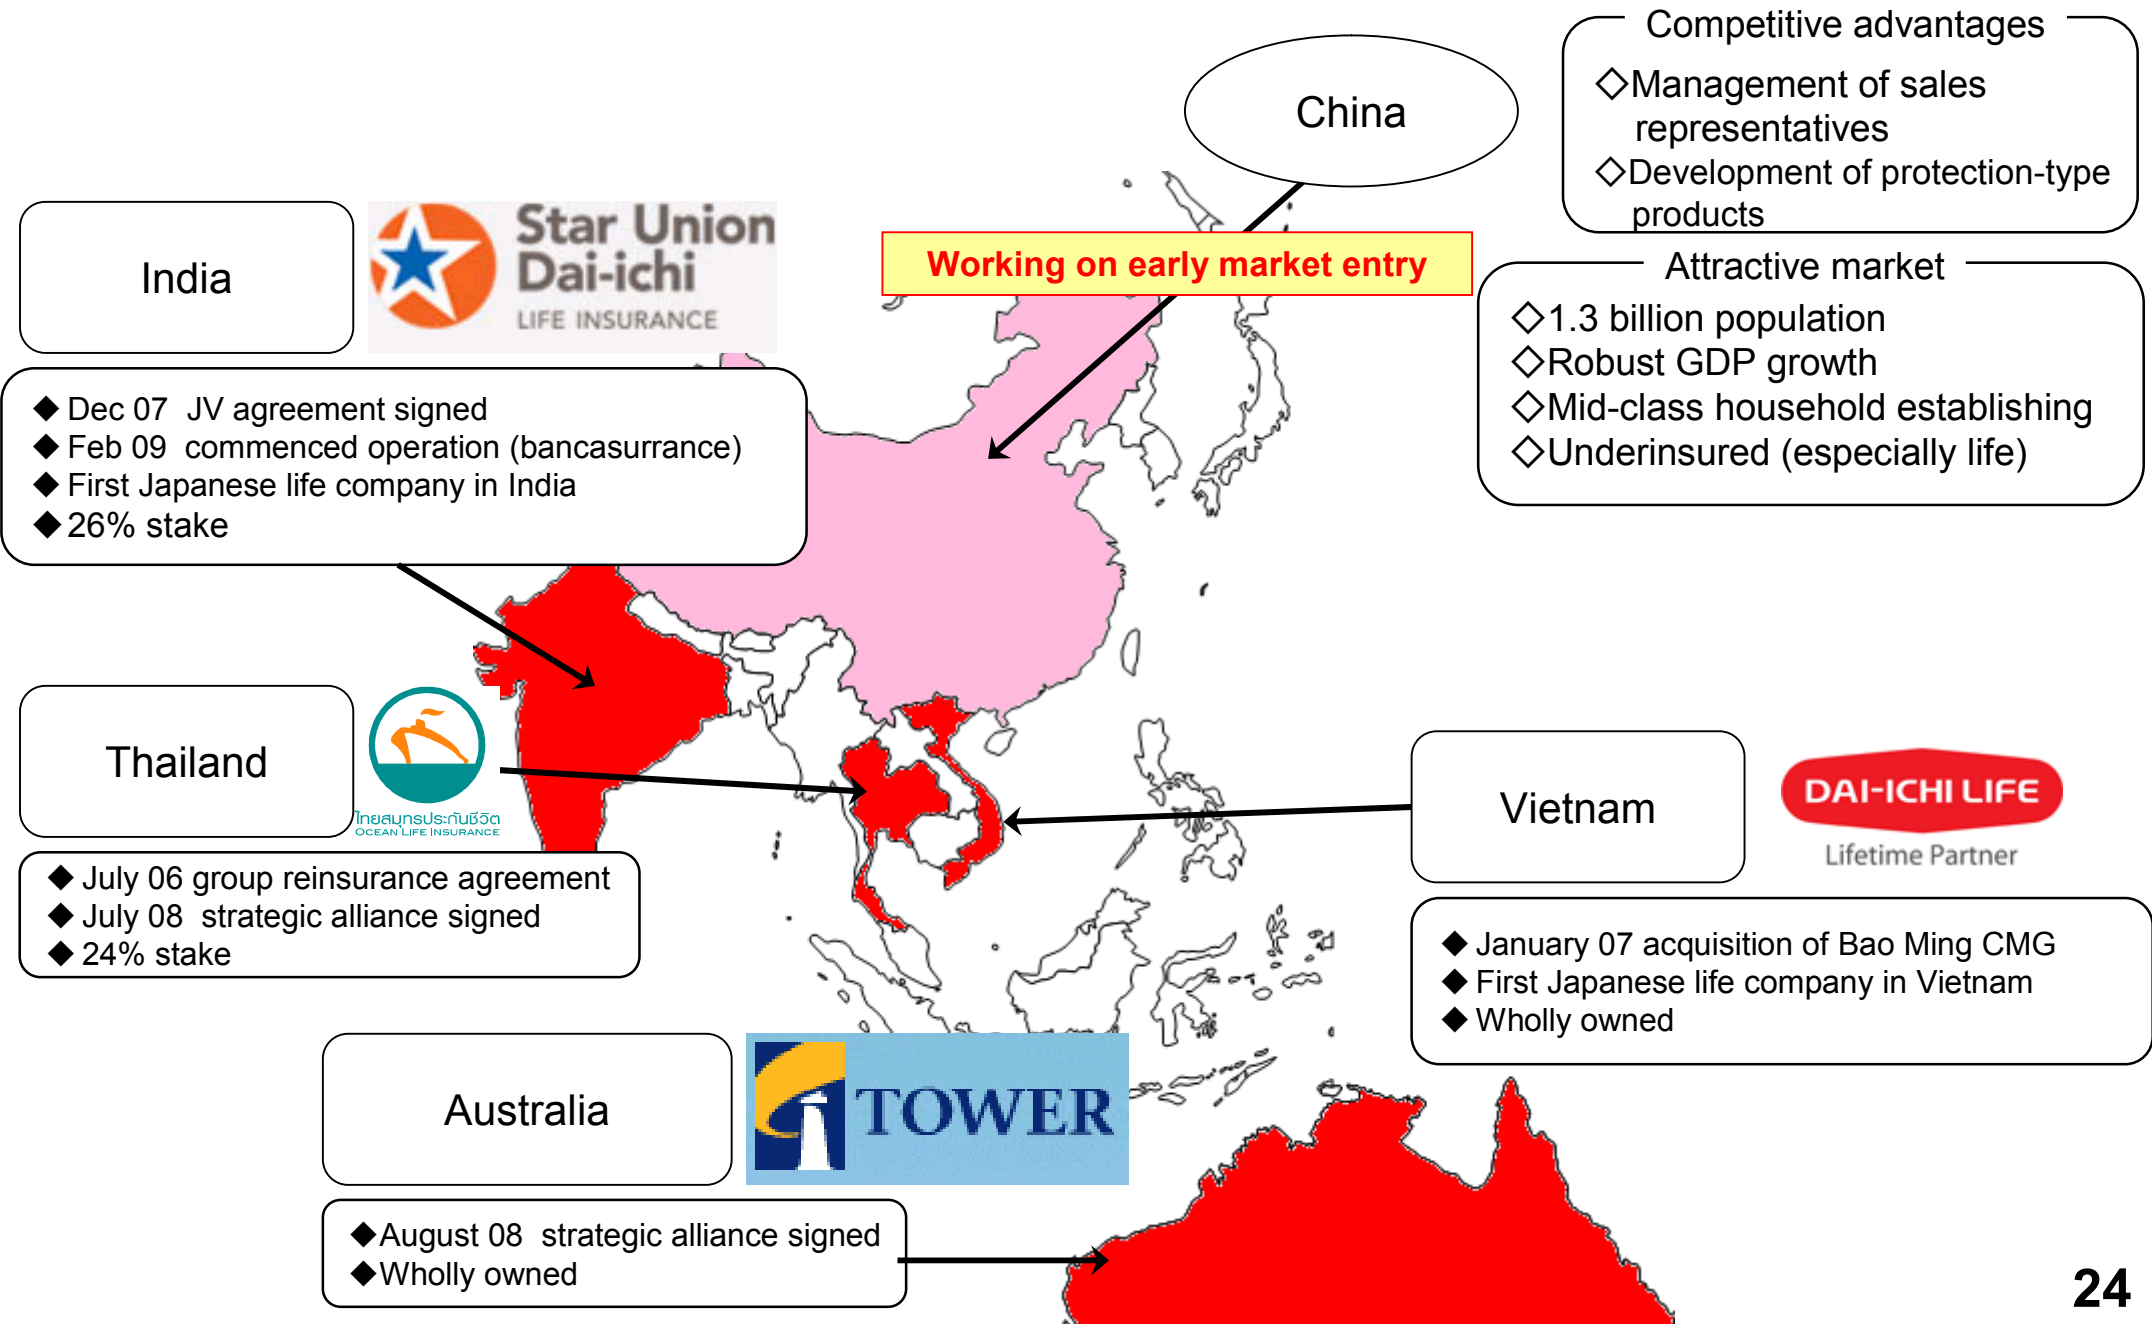 Competitive advantages
◇Management of sales
representatives
◇Development of protection-type
products
China
Working on early market entry
Attractive market
◇1.3 billion population
◇Robust GDP growth
◇Mid-class household establishing
◇Underinsured (especially life)
India
Star Union
Dai-ichi
LIFE INSURANCE
◆ Dec 07 JV agreement signed
◆ Feb 09 commenced operation (bancasurrance)
◆ First Japanese life company in India
◆ 26% stake
Thailand
ไทยสมุทรประกันชีวิต
OCEAN LIFE INSURANCE
◆ July 06 group reinsurance agreement
◆ July 08 strategic alliance signed
◆ 24% stake
Vietnam
DAI-ICHI LIFE
Lifetime Partner
◆ January 07 acquisition of Bao Ming CMG
◆ First Japanese life company in Vietnam
◆ Wholly owned
Australia
TOWER
◆August 08 strategic alliance signed
◆Wholly owned
24